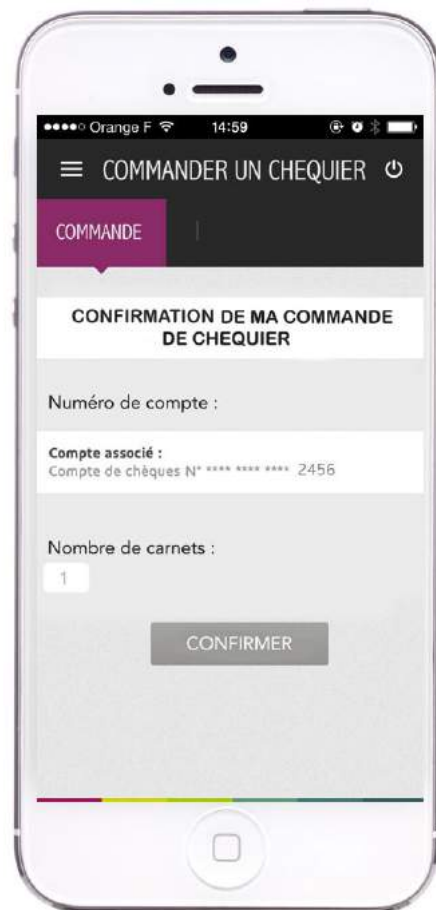 Orange F 14:59
COMMANDER UN CHEQUIER
COMMANDE
CONFIRMATION DE MA COMMANDE
DE CHEQUIER
Numéro de compte :
Compte associé :
Compte de chèques N° **** **** **** 2456
Nombre de carnets :
1
CONFIRMER